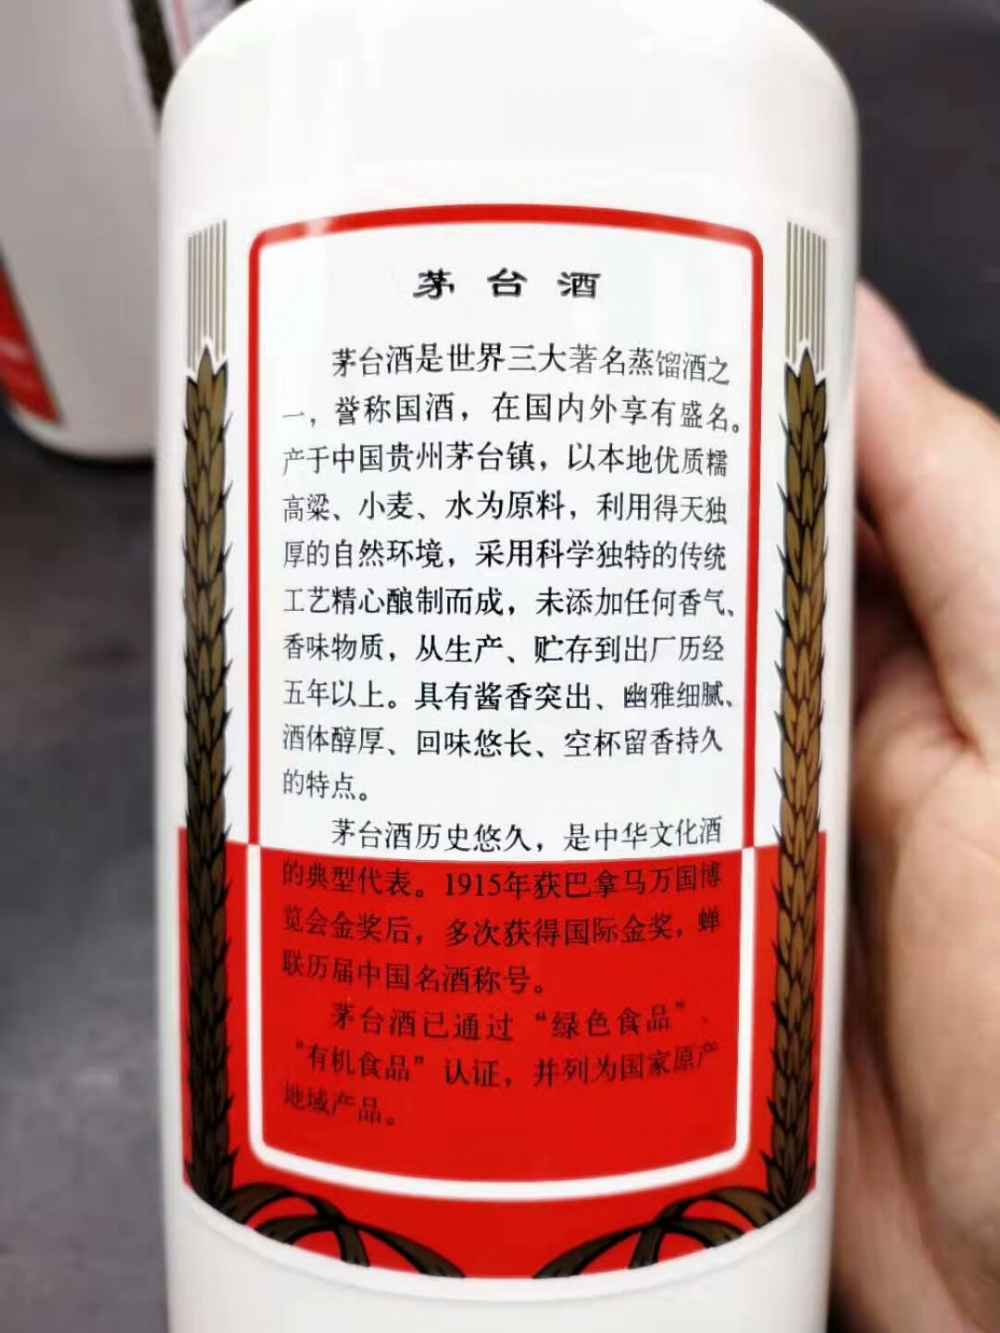 茅台酒
茅台酒是世界三大著名蒸馏酒之
一，誉称国酒，在国内外享有盛名。
产于中国贵州茅台镇，以本地优质糯
高粱、小麦、水为原料，利用得天独
厚的自然环境，采用科学独特的传统
工艺精心酿制而成，未添加任何香气、
香味物质，从生产、贮存到出厂历经
五年以上。具有酱香突出、幽雅细腻、
酒体醇厚、回味悠长、空杯留香持久
的特点。
茅台酒历史悠久，是中华文化酒
的典型代表。1915年获巴拿马万国博
览会金奖后，多次获得国际金奖，蝉
联历届中国名酒称号。
茅台酒已通过“绿色食品”、
“有机食品”认证，并列为国家原产
地域产品。